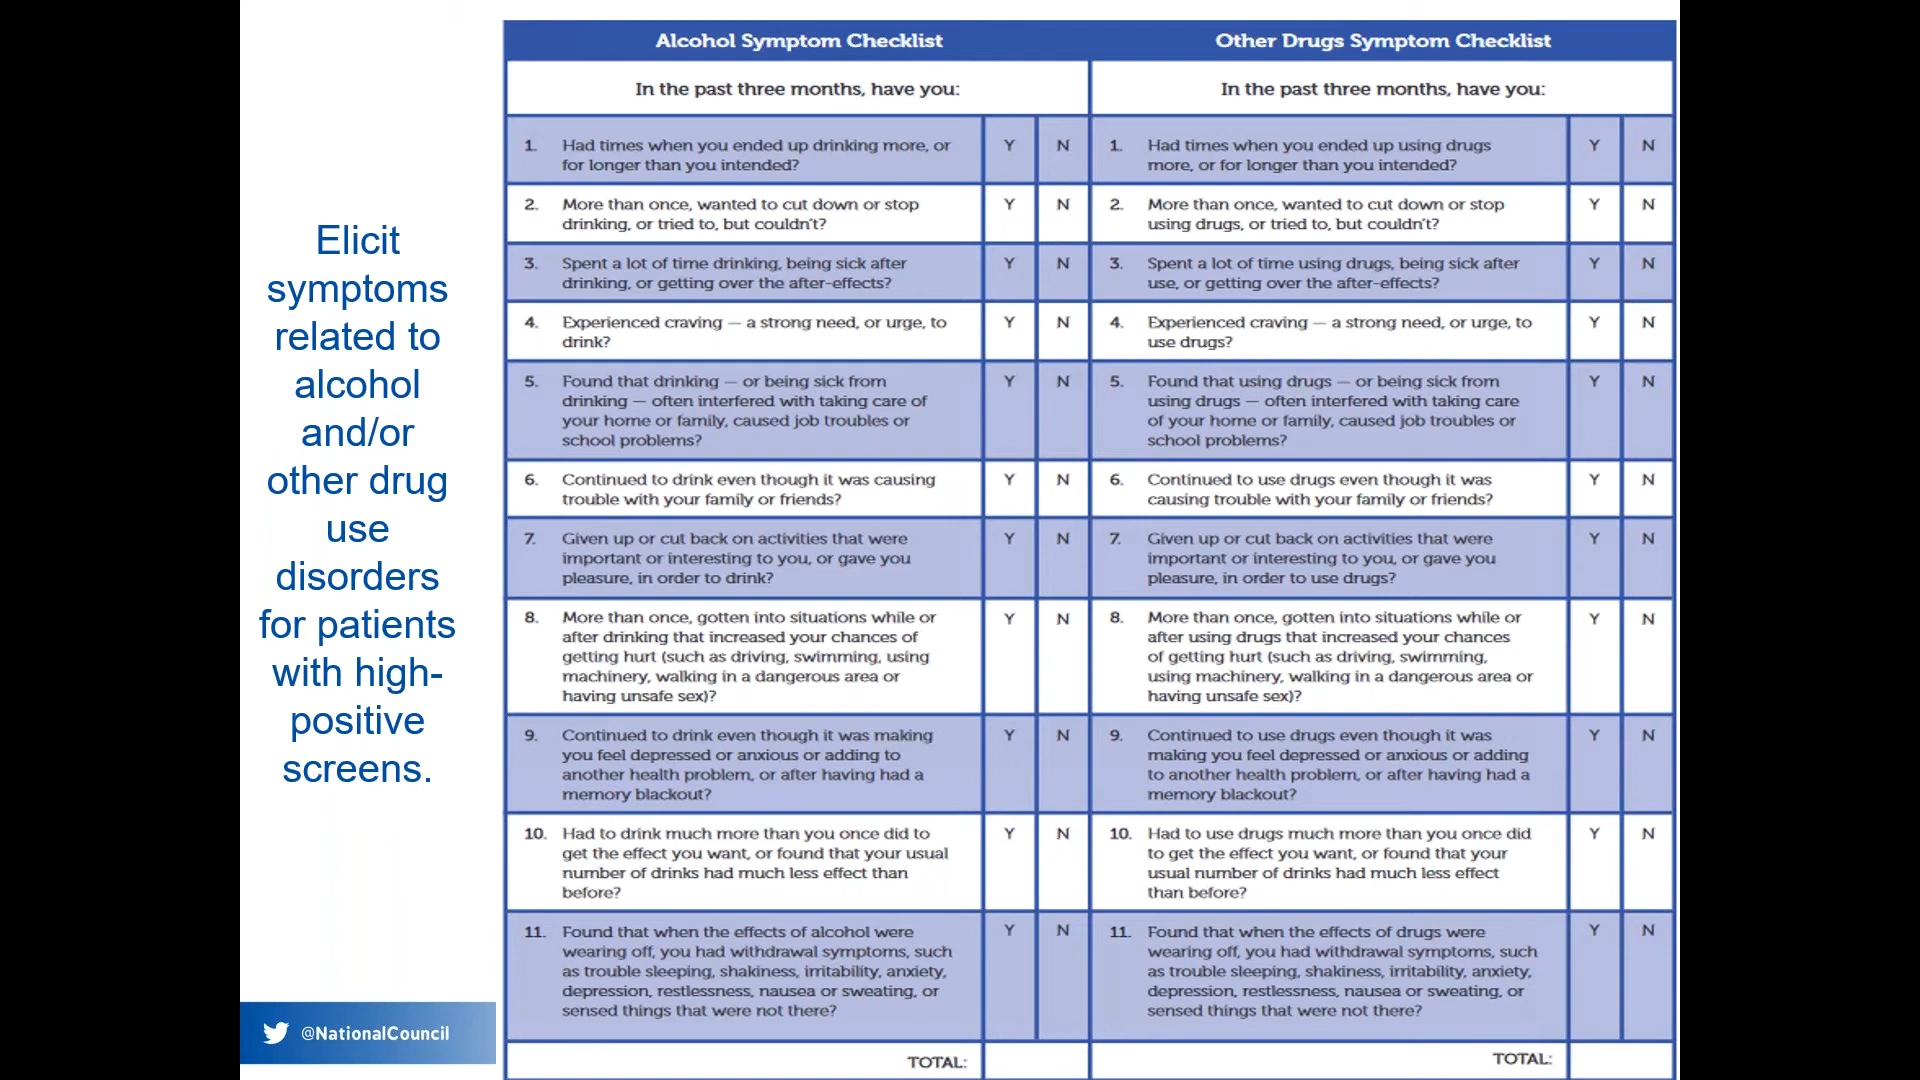 Elicit
symptoms
related to
alcohol
and/or
other drug
use
disorders
for patients
with high-
positive
screens.
@NationalCouncil
Alcohol Symptom Checklist
In the past three months, have you:
1. Had times when you ended up drinking more, or Y N
for longer than you intended?
2. More than once, wanted to cut down or stop Y N
drinking, or tried to, but couldn't?
3. Spent a lot of time drinking, being sick after Y N
drinking, or getting over the after-effects?
4. Experienced craving — a strong need, or urge, to Y N
drink?
5. Found that drinking — or being sick from Y N
drinking — often interfered with taking care of
your home or family, caused job troubles or
school problems?
6. Continued to drink even though it was causing Y N
trouble with your family or friends?
7. Given up or cut back on activities that were Y N
important or interesting to you, or gave you
pleasure, in order to drink?
8. More than once, gotten into situations while or Y N
after drinking that increased your chances of
getting hurt (such as driving, swimming, using
machinery, walking in a dangerous area or
having unsafe sex)?
9. Continued to drink even though it was making Y N
you feel depressed or anxious or adding to
another health problem, or after having had a
memory blackout?
10. Had to drink much more than you once did to Y N
get the effect you want, or found that your usual
number of drinks had much less effect than
before?
11. Found that when the effects of alcohol were Y N
wearing off, you had withdrawal symptoms, such
as trouble sleeping, shakiness, irritability, anxiety,
depression, restlessness, nausea or sweating, or
sensed things that were not there?
TOTAL:
Other Drugs Symptom Checklist
In the past three months, have you:
1. Had times when you ended up using drugs Y N
more, or for longer than you intended?
2. More than once, wanted to cut down or stop Y N
using drugs, or tried to, but couldn't?
3. Spent a lot of time using drugs, being sick after Y N
use, or getting over the after-effects?
4. Experienced craving — a strong need, or urge, to Y N
use drugs?
5. Found that using drugs — or being sick from Y N
using drugs — often interfered with taking care
of your home or family, caused job troubles or
school problems?
6. Continued to use drugs even though it was Y N
causing trouble with your family or friends?
7. Given up or cut back on activities that were Y N
important or interesting to you, or gave you
pleasure, in order to use drugs?
8. More than once, gotten into situations while or Y N
after using drugs that increased your chances
of getting hurt (such as driving, swimming,
using machinery, walking in a dangerous area or
having unsafe sex)?
9. Continued to use drugs even though it was Y N
making you feel depressed or anxious or adding
to another health problem, or after having had a
memory blackout?
10. Had to use drugs much more than you once did Y N
to get the effect you want, or found that your
usual number of drinks had much less effect
than before?
11. Found that when the effects of drugs were Y N
wearing off, you had withdrawal symptoms, such
as trouble sleeping, shakiness, irritability, anxiety,
depression, restlessness, nausea or sweating, or
sensed things that were not there?
TOTAL: